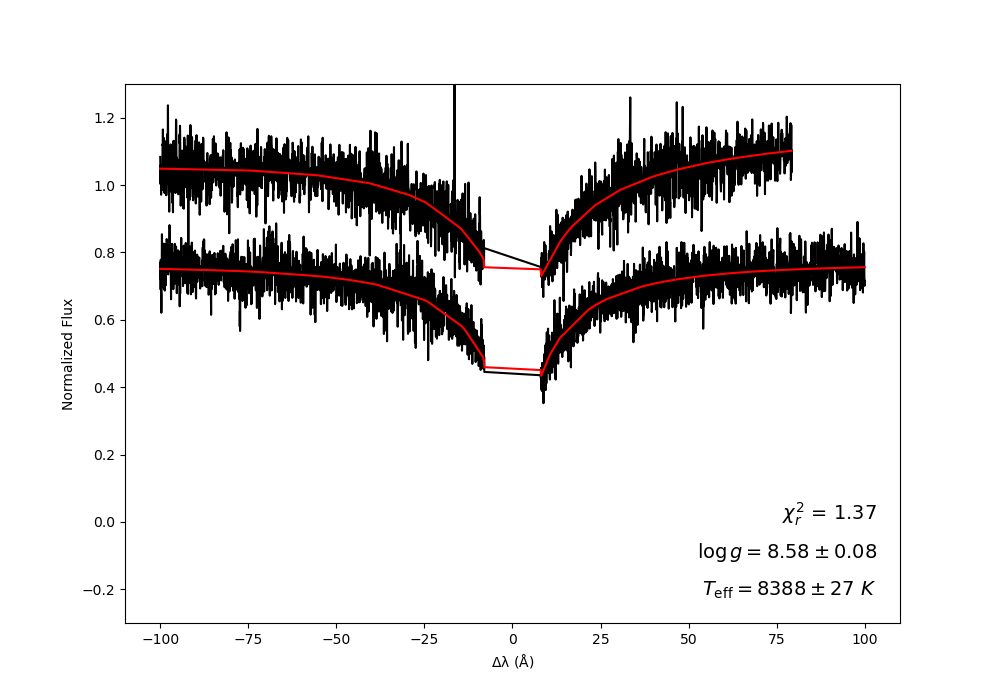 1.2
1.0
0.8
0.6
0.4
0.2
0.0
−0.2
Normalized Flux
χ²ᵣ = 1.37
log g = 8.58 ± 0.08
T_eff = 8388 ± 27 K
−100 −75 −50 −25 0 25 50 75 100
Δλ (Å)